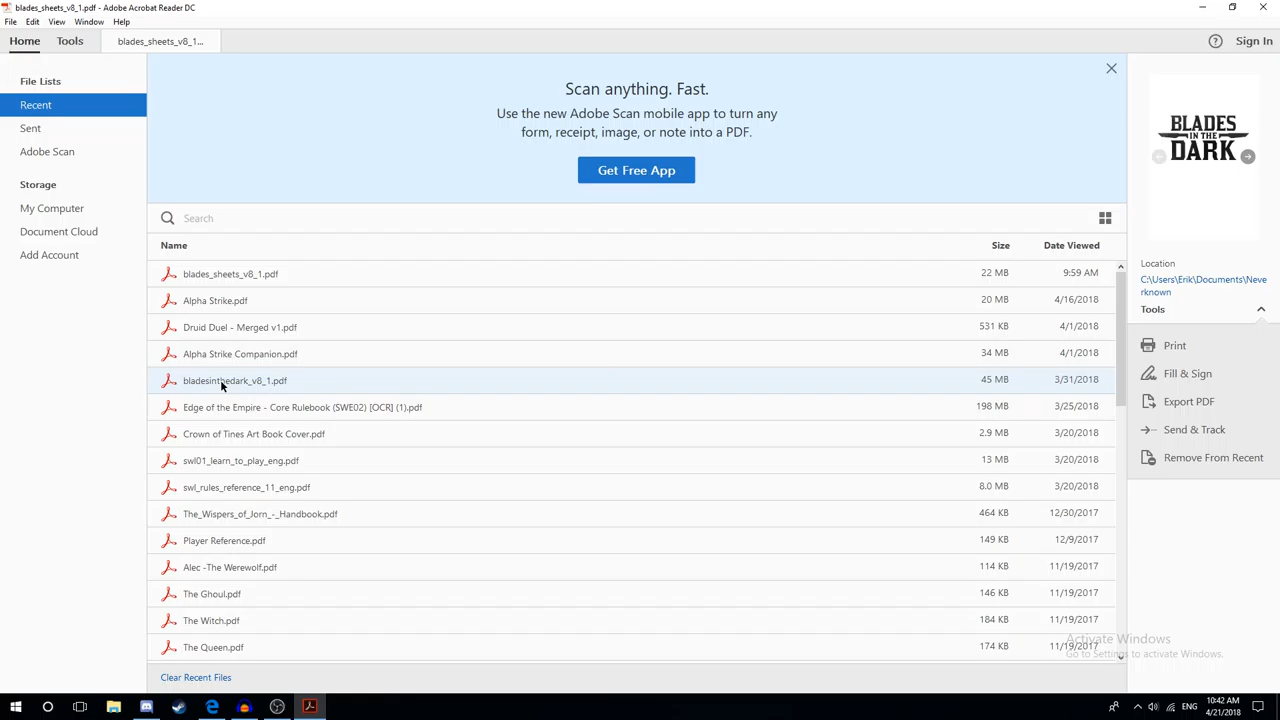 blades_sheets_v8_1.pdf - Adobe Acrobat Reader DC
File Edit View Window Help
Home Tools blades_sheets_v8_1... Sign In
File Lists
Recent
Sent
Adobe Scan
Storage
My Computer
Document Cloud
Add Account
Scan anything. Fast.
Use the new Adobe Scan mobile app to turn any
form, receipt, image, or note into a PDF.
Get Free App
Search
Name Size Date Viewed
blades_sheets_v8_1.pdf 22 MB 9:59 AM
Alpha Strike.pdf 20 MB 4/16/2018
Druid Duel - Merged v1.pdf 531 KB 4/1/2018
Alpha Strike Companion.pdf 34 MB 4/1/2018
bladesinthedark_v8_1.pdf 45 MB 3/31/2018
Edge of the Empire - Core Rulebook (SWE02) [OCR] (1).pdf 198 MB 3/25/2018
Crown of Tines Art Book Cover.pdf 2.9 MB 3/20/2018
swl01_learn_to_play_eng.pdf 13 MB 3/20/2018
swl_rules_reference_11_eng.pdf 8.0 MB 3/20/2018
The_Wispers_of_Jorn_-_Handbook.pdf 464 KB 12/30/2017
Player Reference.pdf 149 KB 12/9/2017
Alec -The Werewolf.pdf 114 KB 11/19/2017
The Ghoul.pdf 146 KB 11/19/2017
The Witch.pdf 184 KB 11/19/2017
The Queen.pdf 174 KB 11/19/2017
Clear Recent Files
BLADES
IN THE
DARK
Location
C:\Users\Erik\Documents\Neve
rknown
Tools
Print
Fill & Sign
Export PDF
Send & Track
Remove From Recent
Activate Windows
Go to Settings to activate Windows.
ENG
10:42 AM
4/21/2018